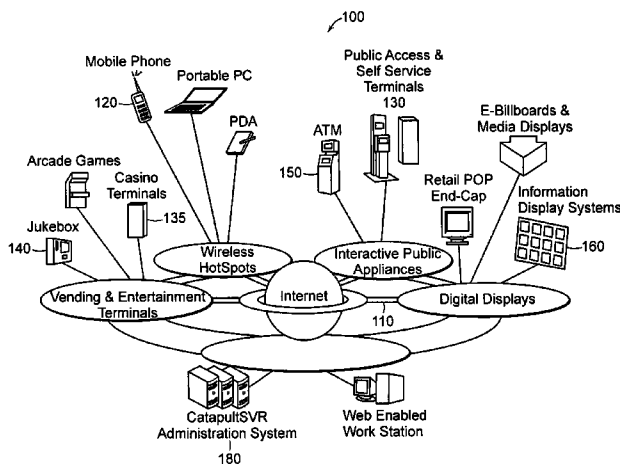 100
Mobile Phone
120
Portable PC
PDA
Public Access &
Self Service
Terminals
130
ATM
150
E-Billboards &
Media Displays
Arcade Games
Casino
Terminals
135
Jukebox
140
Retail POP
End-Cap
Information
Display Systems
160
Wireless
HotSpots
Interactive Public
Appliances
Vending & Entertainment
Terminals
Internet
110
Digital Displays
CatapultSVR
Administration System
180
Web Enabled
Work Station